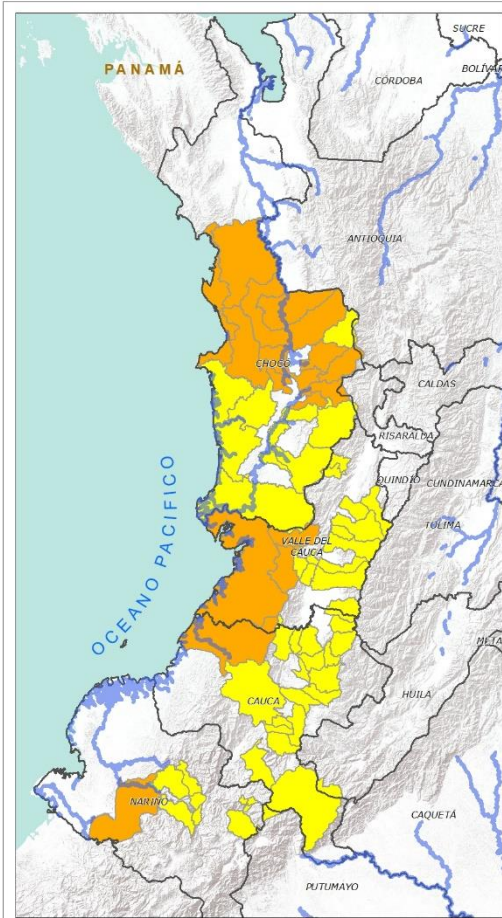 SUCRE
PANAMÁ
BOLÍVAR
CÓRDOBA
ANTIOQUIA
CHOCÓ
CALDAS
RISARALDA
QUINDÍO
CUNDINAMARCA
TOLIMA
VALLE DEL
CAUCA
OCEANO PACIFICO
META
HUILA
CAUCA
NARIÑO
CAQUETÁ
PUTUMAYO